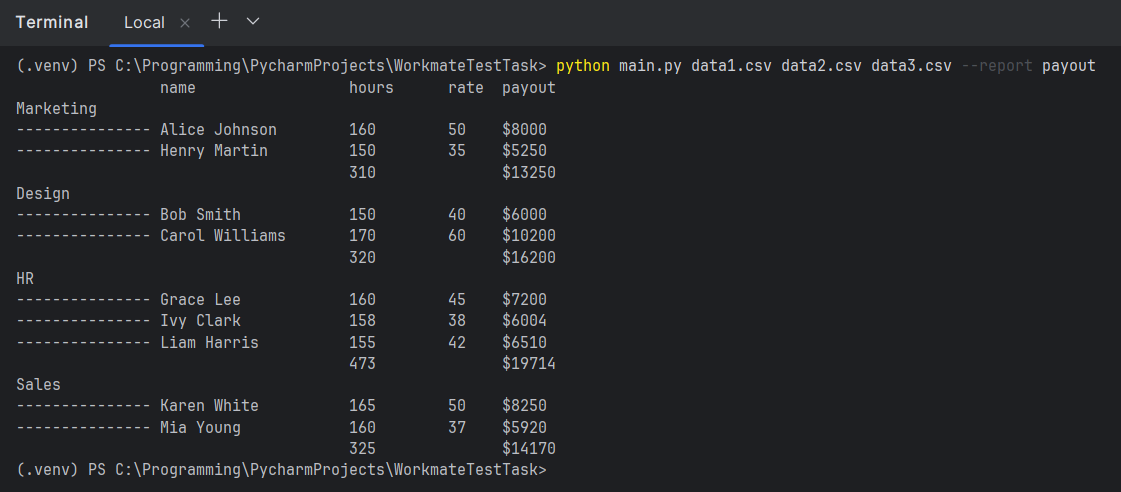 Terminal Local × +
(.venv) PS C:\Programming\PycharmProjects\WorkmateTestTask> python main.py data1.csv data2.csv data3.csv --report payout
                name                 hours      rate  payout
Marketing
--------------- Alice Johnson        160        50    $8000
--------------- Henry Martin         150        35    $5250
                                     310              $13250
Design
--------------- Bob Smith            150        40    $6000
--------------- Carol Williams       170        60    $10200
                                     320              $16200
HR
--------------- Grace Lee            160        45    $7200
--------------- Ivy Clark            158        38    $6004
--------------- Liam Harris          155        42    $6510
                                     473              $19714
Sales
--------------- Karen White          165        50    $8250
--------------- Mia Young            160        37    $5920
                                     325              $14170
(.venv) PS C:\Programming\PycharmProjects\WorkmateTestTask>